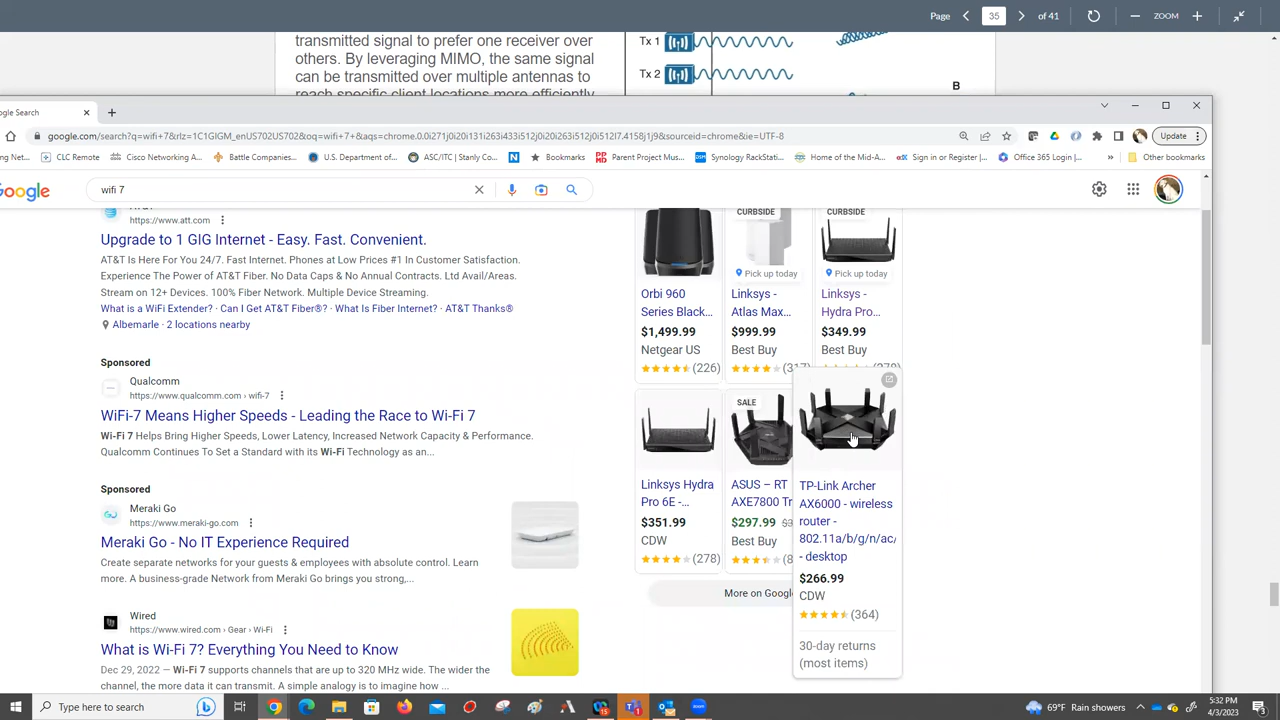 Page 35 of 41 ZOOM
transmitted signal to prefer one receiver over
others. By leveraging MIMO, the same signal
can be transmitted over multiple antennas to
reach specific client locations more efficiently
Tx 1
Tx 2
B
ogle Search
google.com/search?q=wifi+7&rlz=1C1GIGM_enUS702US702&oq=wifi+7+&aqs=chrome.0.0i271j0i20i131i263i433i512j0i20i263i512j0i512l7.4158j1j9&sourceid=chrome&ie=UTF-8
Update
ing Net... CLC Remote Cisco Networking A... Battle Companies... U.S. Department of... ASC/ITC | Stanly Co... Bookmarks Parent Project Mus... Synology RackStati... Home of the Mid-A... Sign in or Register |... Office 365 Login |... » Other bookmarks
oogle
wifi 7
https://www.att.com
Upgrade to 1 GIG Internet - Easy. Fast. Convenient.
AT&T Is Here For You 24/7. Fast Internet. Phones at Low Prices #1 In Customer Satisfaction.
Experience The Power of AT&T Fiber. No Data Caps & No Annual Contracts. Ltd Avail/Areas.
Stream on 12+ Devices. 100% Fiber Network. Multiple Device Streaming.
What is a WiFi Extender? · Can I Get AT&T Fiber®? · What Is Fiber Internet? · AT&T Thanks®
Albemarle · 2 locations nearby
Sponsored
Qualcomm
https://www.qualcomm.com › wifi-7
WiFi-7 Means Higher Speeds - Leading the Race to Wi-Fi 7
Wi-Fi 7 Helps Bring Higher Speeds, Lower Latency, Increased Network Capacity & Performance.
Qualcomm Continues To Set a Standard with its Wi-Fi Technology as an...
Sponsored
Meraki Go
https://www.meraki-go.com
Meraki Go - No IT Experience Required
Create separate networks for your guests & employees with absolute control. Learn
more. A business-grade Network from Meraki Go brings you strong,...
Wired
https://www.wired.com › Gear › Wi-Fi
What is Wi-Fi 7? Everything You Need to Know
Dec 29, 2022 — Wi-Fi 7 supports channels that are up to 320 MHz wide. The wider the
channel, the more data it can transmit. A simple analogy is to imagine how ...
CURBSIDE
CURBSIDE
Pick up today
Pick up today
Orbi 960
Series Black...
$1,499.99
Netgear US
(226)
Linksys -
Atlas Max...
$999.99
Best Buy
(317)
Linksys -
Hydra Pro...
$349.99
Best Buy
(278)
Linksys Hydra
Pro 6E -...
$351.99
CDW
(278)
SALE
ASUS – RT
AXE7800 Tr
$297.99
Best Buy
TP-Link Archer
AX6000 - wireless
router -
802.11a/b/g/n/ac/
- desktop
$266.99
CDW
(364)
30-day returns
(most items)
More on Google
Type here to search
69°F Rain showers
5:32 PM
4/3/2023